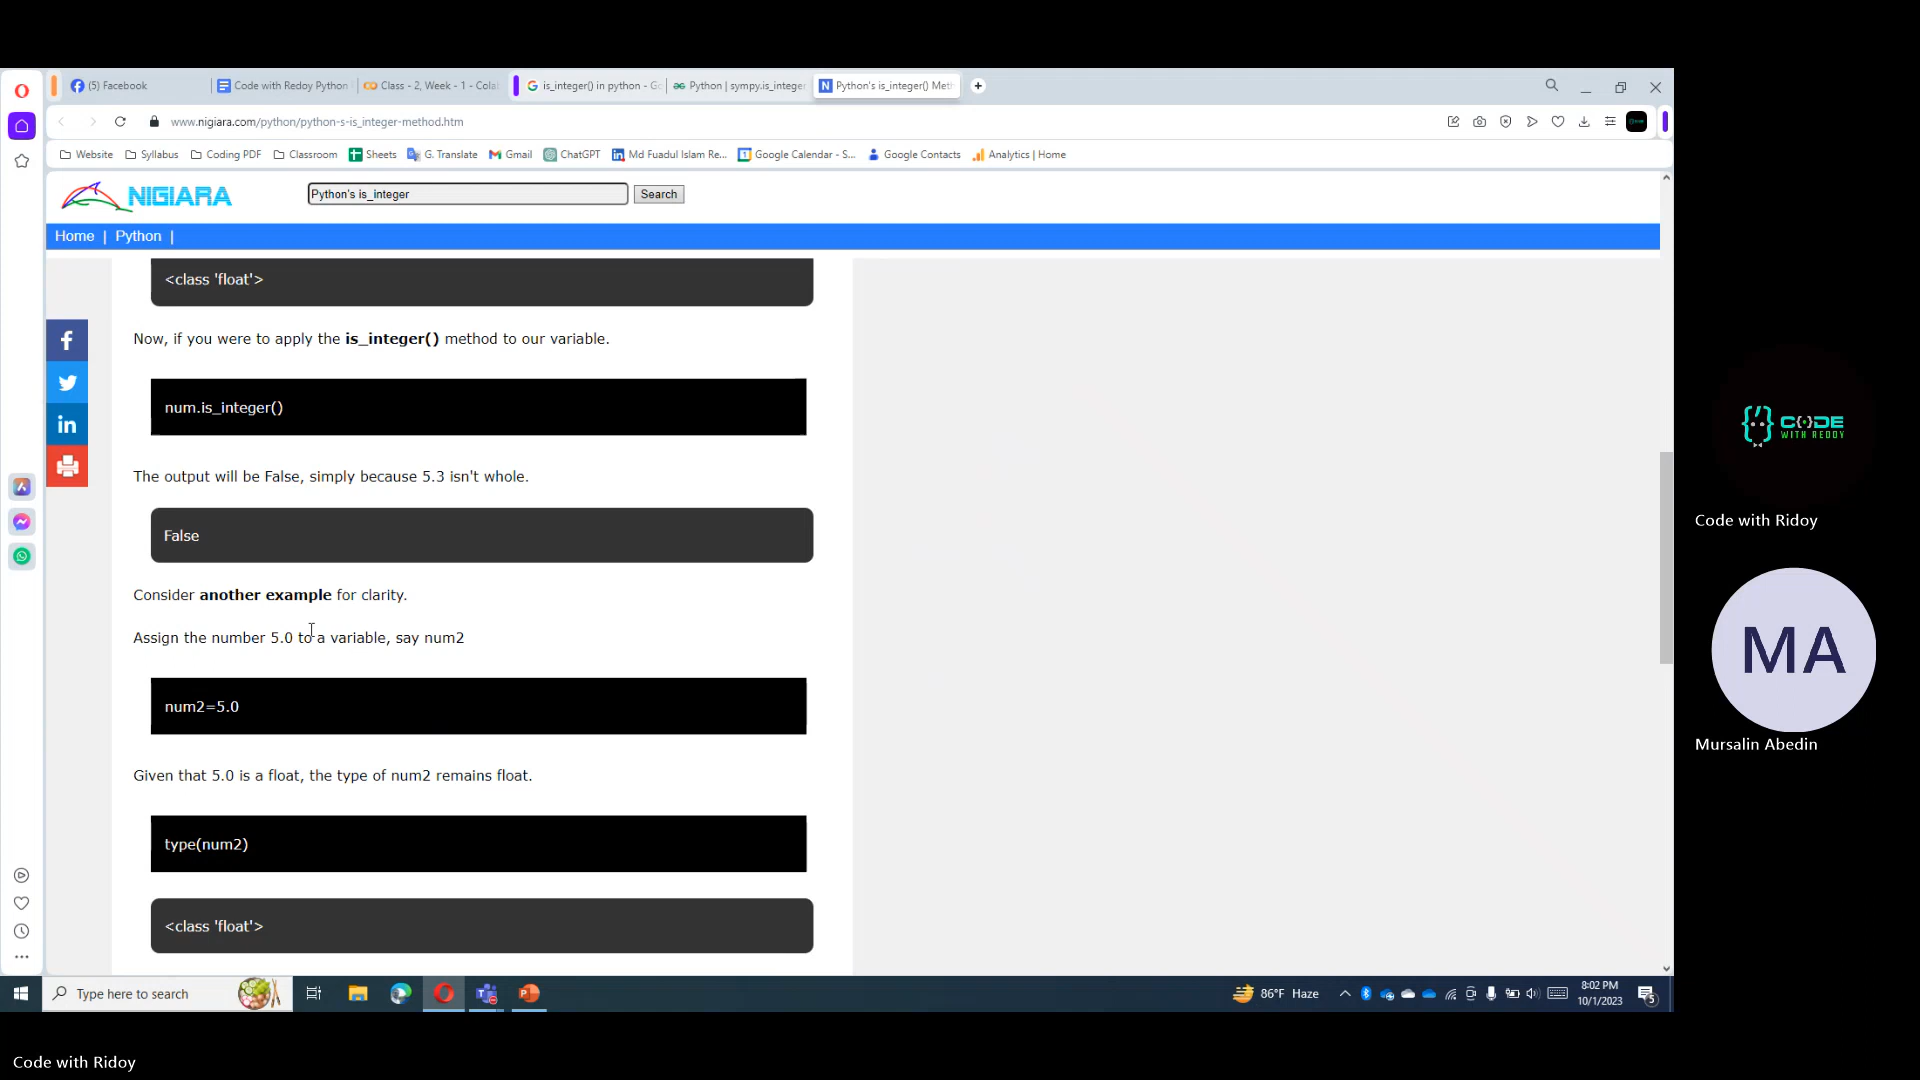 (5) Facebook
Code with Redoy Python
Class - 2, Week - 1 - Cola
is_integer() in python - Go
Python | sympy.is_integer
Python's is_integer() Meth
www.nigiara.com/python/python-s-is_integer-method.htm
Website
Syllabus
Coding PDF
Classroom
Sheets
G. Translate
Gmail
ChatGPT
Md Fuadul Islam Re...
Google Calendar - S...
Google Contacts
Analytics | Home
NIGIARA
Python's is_integer
Search
Home | Python |
<class 'float'>
Now, if you were to apply the is_integer() method to our variable.
num.is_integer()
The output will be False, simply because 5.3 isn't whole.
False
Consider another example for clarity.
Assign the number 5.0 to a variable, say num2
num2=5.0
Given that 5.0 is a float, the type of num2 remains float.
type(num2)
<class 'float'>
CODE
WITH REDOY
Code with Ridoy
MA
Mursalin Abedin
Type here to search
86°F Haze
8:02 PM
10/1/2023
5
Code with Ridoy